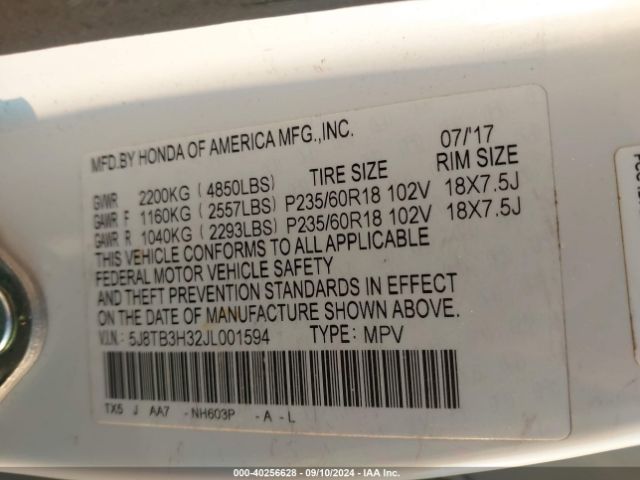 MFD.BY HONDA OF AMERICA MFG.,INC. 07/'17
TIRE SIZE RIM SIZE
GVWR 2200KG ( 4850LBS)
GAWR F 1160KG ( 2557LBS) P235/60R18 102V 18X7.5J
GAWR R 1040KG ( 2293LBS) P235/60R18 102V 18X7.5J
THIS VEHICLE CONFORMS TO ALL APPLICABLE
FEDERAL MOTOR VEHICLE SAFETY
AND THEFT PREVENTION STANDARDS IN EFFECT
ON THE DATE OF MANUFACTURE SHOWN ABOVE.
V.I.N.: 5J8TB3H32JL001594 TYPE: MPV
TX5 J AA7 -NH603P -A -L
000-40256628 - 09/10/2024 - IAA Inc.